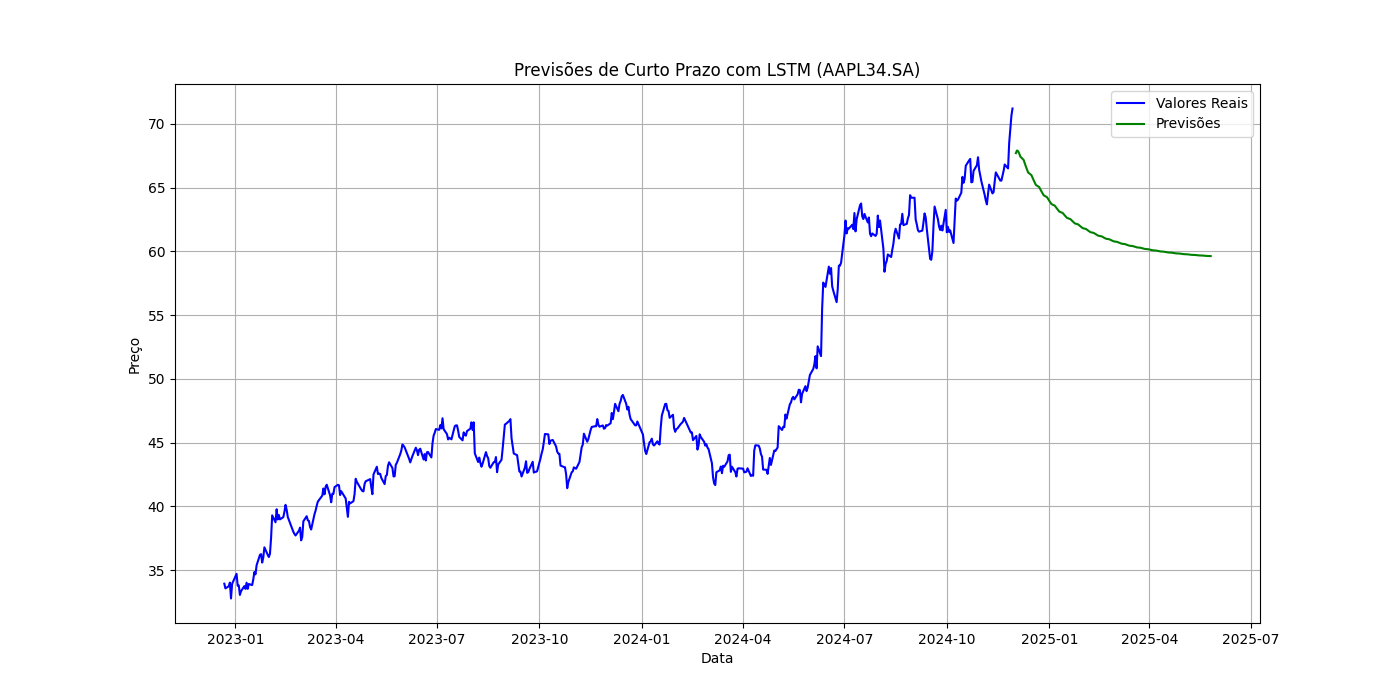 Previsões de Curto Prazo com LSTM (AAPL34.SA)
Valores Reais
Previsões
Preço
70
65
60
55
50
45
40
35
2023-01 2023-04 2023-07 2023-10 2024-01 2024-04 2024-07 2024-10 2025-01 2025-04 2025-07
Data